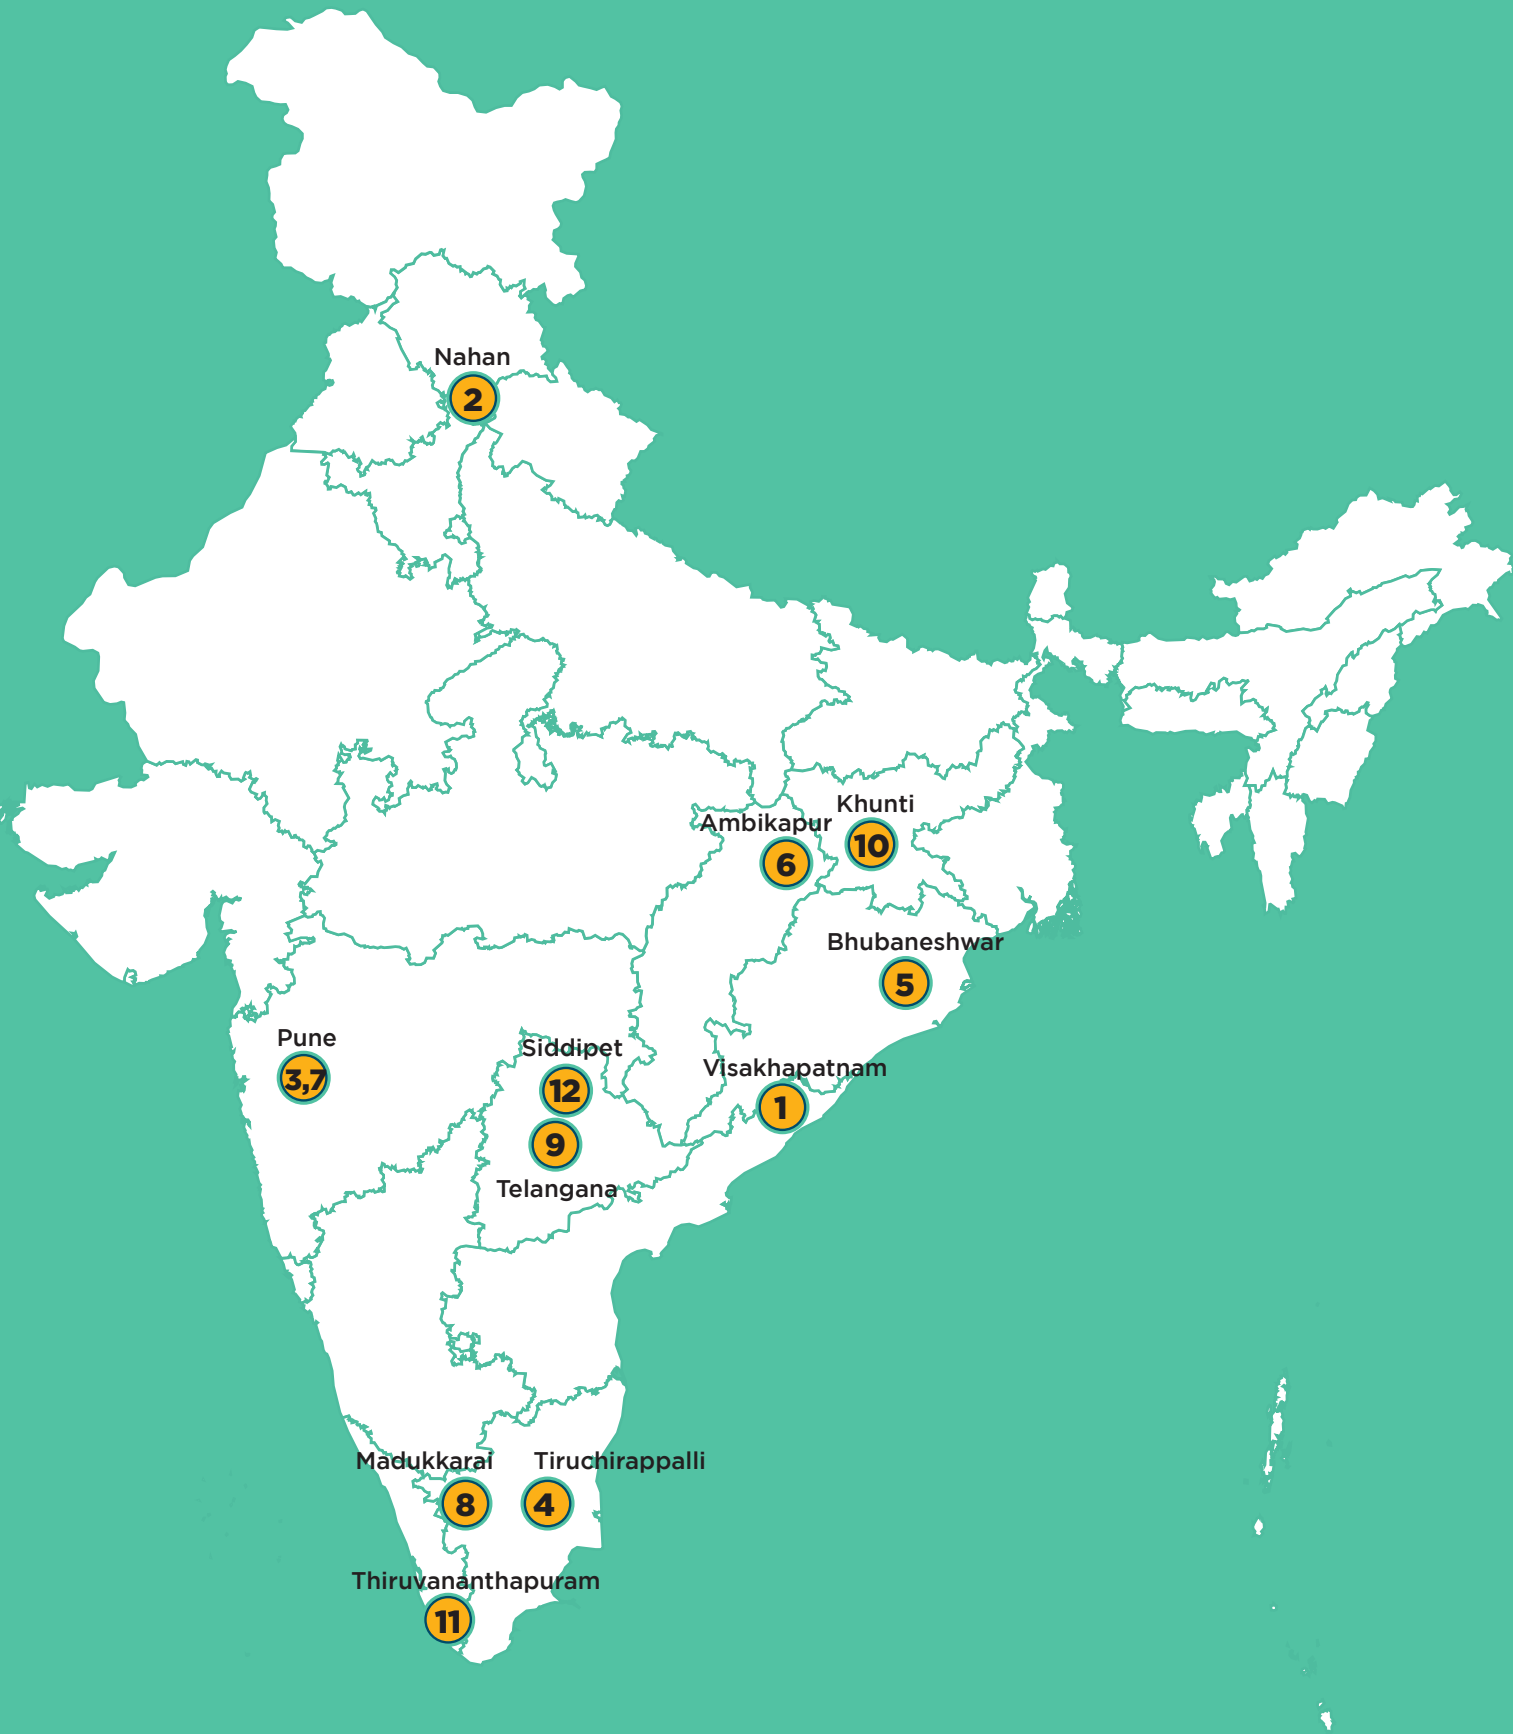 Nahan
2
Khunti
10
Ambikapur
6
Bhubaneshwar
5
Pune
3,7
Siddipet
12
Visakhapatnam
1
9
Telangana
Madukkarai
8
Tiruchirappalli
4
Thiruvananthapuram
11